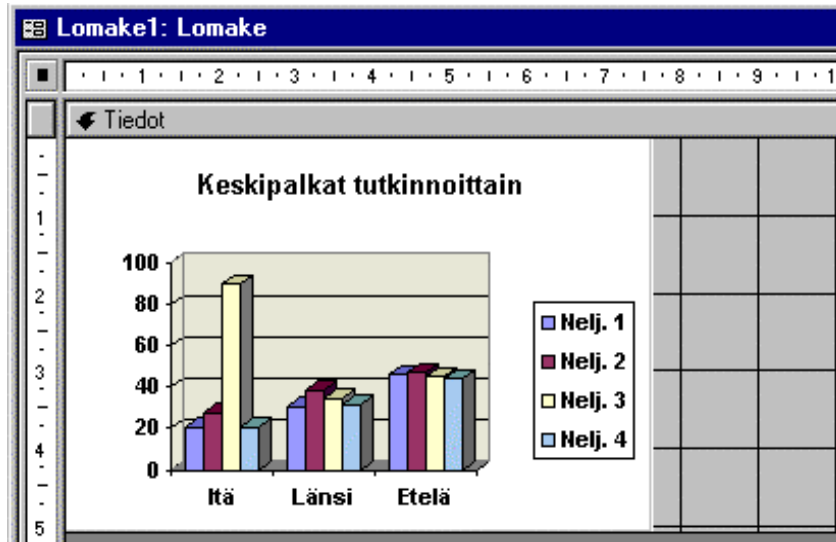 Lomake1: Lomake
1 2 3 4 5 6 7 8 9 1
Tiedot
Keskipalkat tutkinnoittain
100
80
60
40
20
0
Itä Länsi Etelä
Nelj. 1
Nelj. 2
Nelj. 3
Nelj. 4
1
2
3
4
5